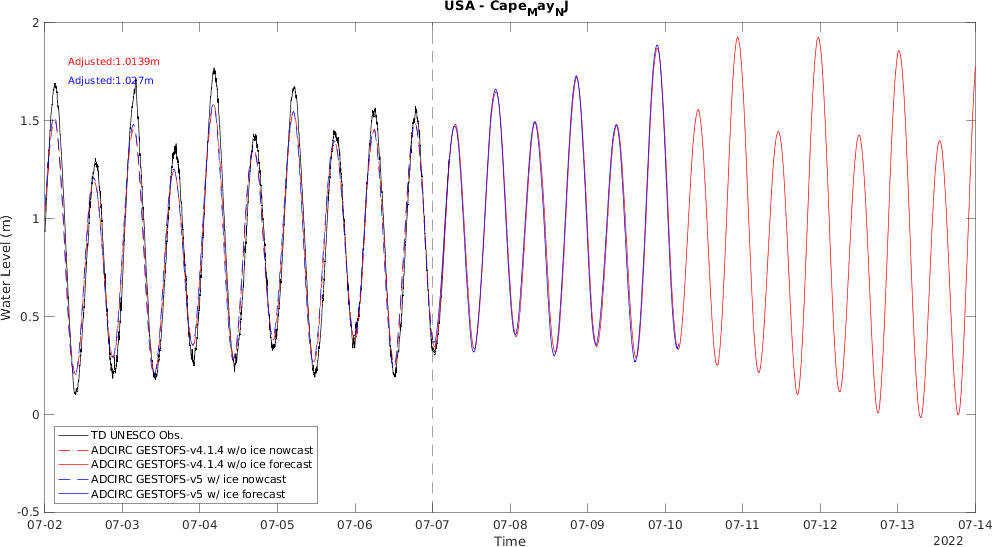 USA - Cape_May_NJ
2
1.5
1
0.5
0
-0.5
Water Level (m)
Adjusted:1.0139m
Adjusted:1.027m
TD UNESCO Obs.
ADCIRC GESTOFS-v4.1.4 w/o ice nowcast
ADCIRC GESTOFS-v4.1.4 w/o ice forecast
ADCIRC GESTOFS-v5 w/ ice nowcast
ADCIRC GESTOFS-v5 w/ ice forecast
07-02 07-03 07-04 07-05 07-06 07-07 07-08 07-09 07-10 07-11 07-12 07-13 07-14
Time
2022